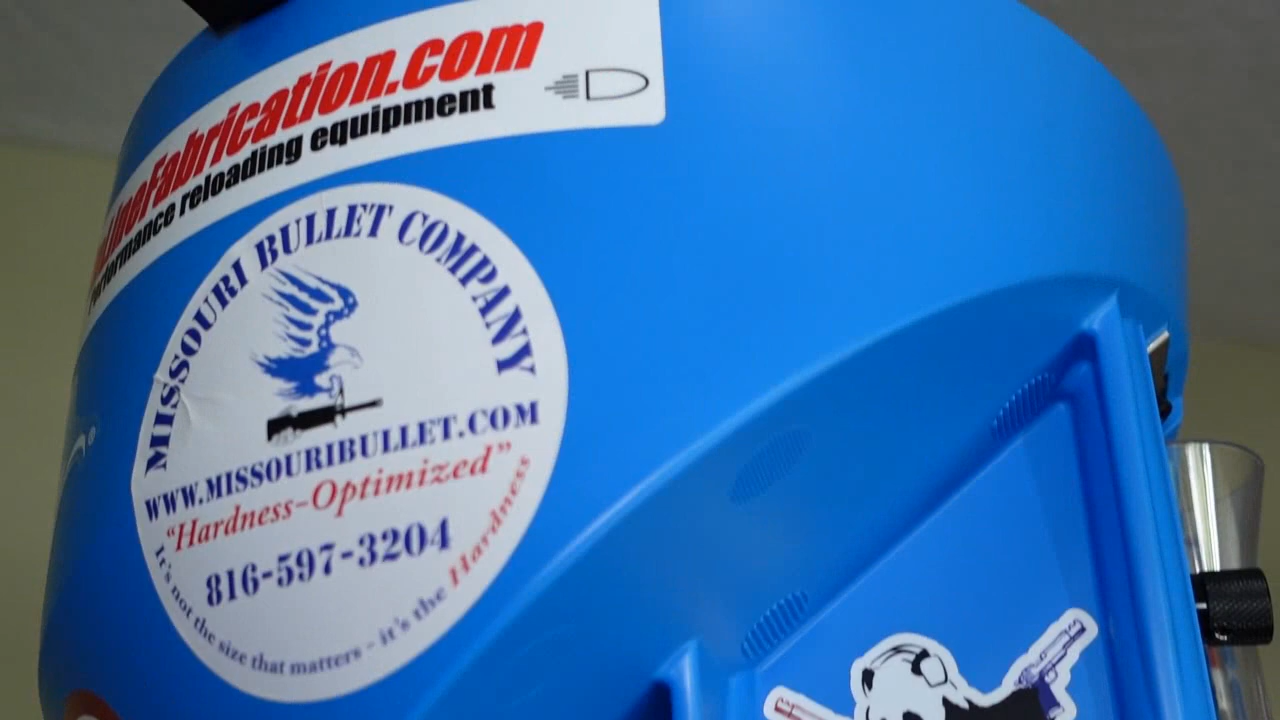 LineFabrication.com
performance reloading equipment
MISSOURI BULLET COMPANY
WWW.MISSOURIBULLET.COM
"Hardness-Optimized"
816-597-3204
It's not the size that matters - it's the Hardness